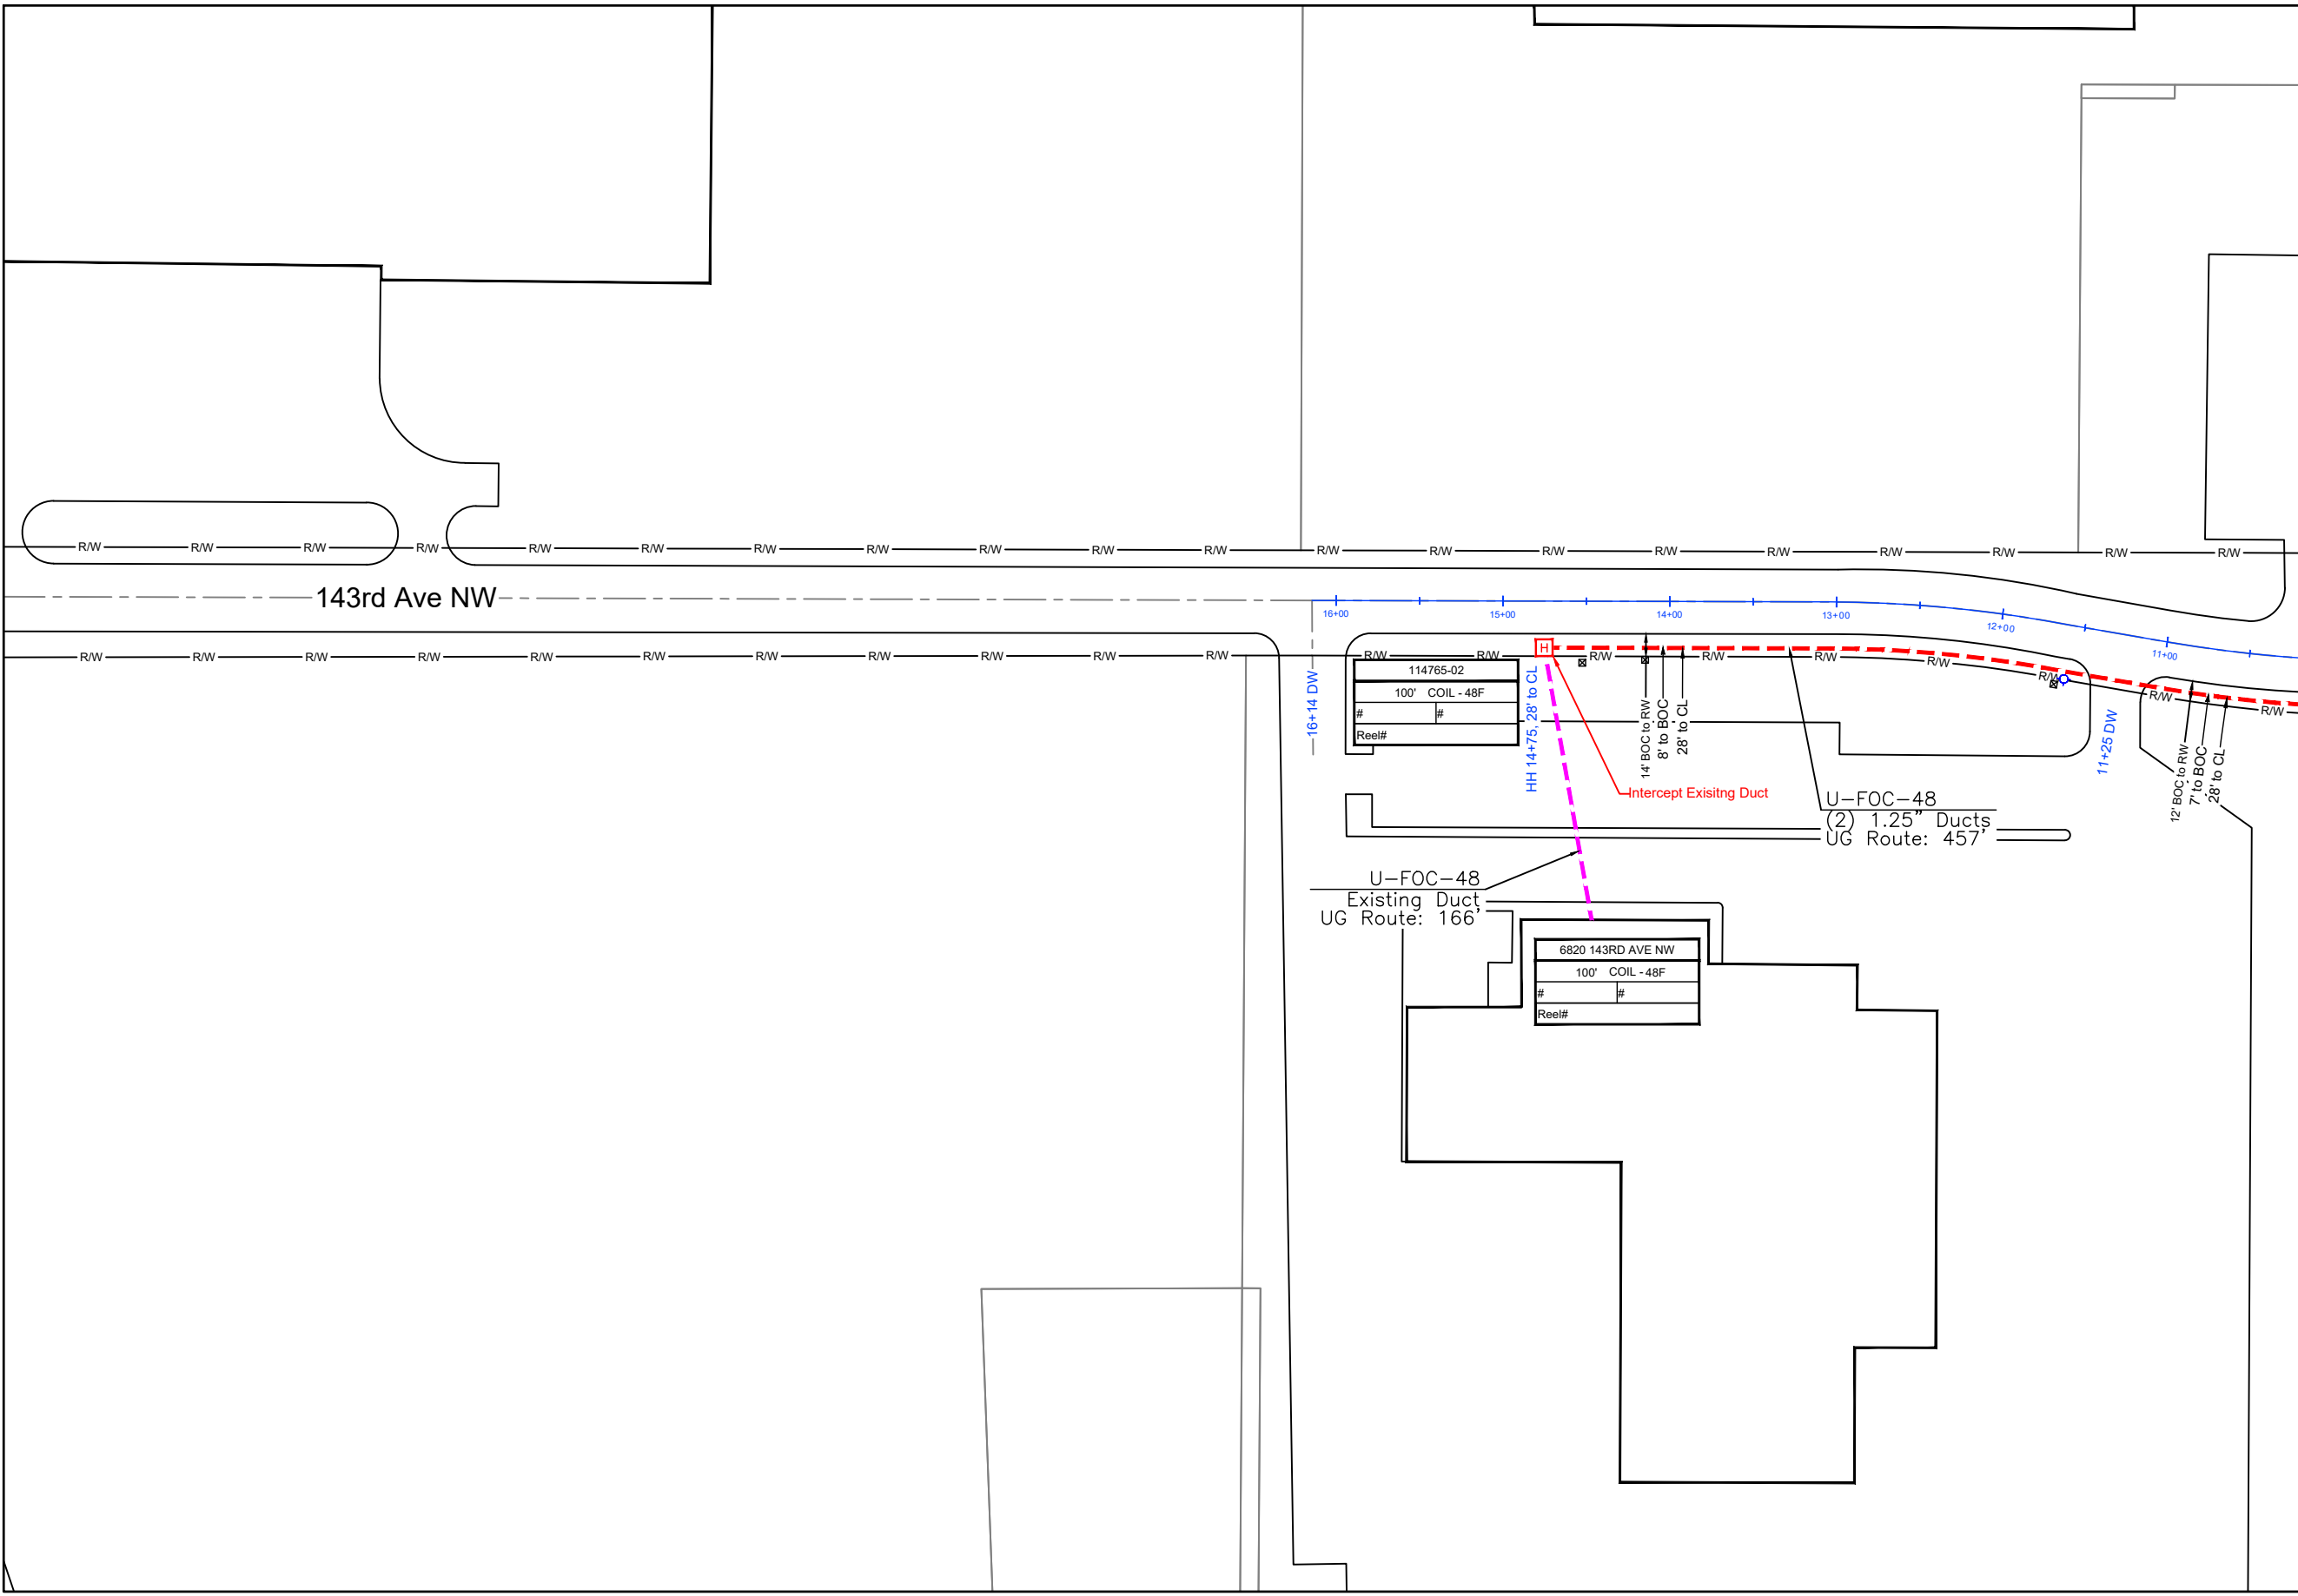 R/W R/W R/W R/W R/W R/W R/W R/W R/W R/W R/W R/W R/W R/W R/W R/W R/W R/W R/W R/W
143rd Ave NW
16+00
15+00
14+00
13+00
12+00
11+00
R/W R/W R/W R/W R/W R/W R/W R/W R/W R/W R/W R/W R/W R/W R/W R/W R/W R/W R/W R/W
16+14 DW
114765-02
100' COIL - 48F
# #
Reel#
HH 14+75, 28' to CL
14' BOC to RW
8' to BOC
28' to CL
H
Intercept Exisitng Duct
U-FOC-48
(2) 1.25" Ducts
UG Route: 457'
11+25 DW
12' BOC to RW
7' to BOC
28' to CL
U-FOC-48
Existing Duct
UG Route: 166'
6820 143RD AVE NW
100' COIL - 48F
# #
Reel#